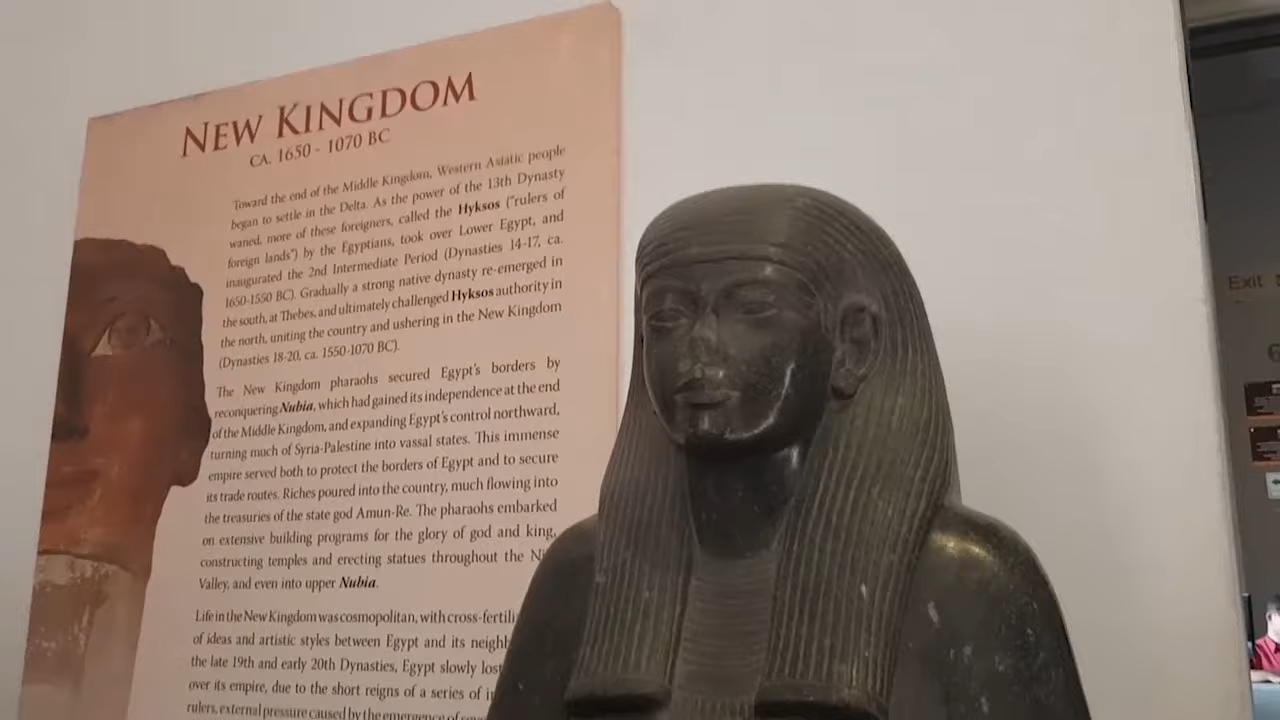 NEW KINGDOM
CA. 1650 - 1070 BC
Toward the end of the Middle Kingdom, Western Asiatic people
began to settle in the Delta. As the power of the 13th Dynasty
waned, more of these foreigners, called the Hyksos ("rulers of
foreign lands") by the Egyptians, took over Lower Egypt, and
inaugurated the 2nd Intermediate Period (Dynasties 14-17, ca.
1650-1550 BC). Gradually a strong native dynasty re-emerged in
the south, at Thebes, and ultimately challenged Hyksos authority in
the north, uniting the country and ushering in the New Kingdom
(Dynasties 18-20, ca. 1550-1070 BC).
The New Kingdom pharaohs secured Egypt's borders by
reconquering Nubia, which had gained its independence at the end
of the Middle Kingdom, and expanding Egypt's control northward,
turning much of Syria-Palestine into vassal states. This immense
empire served both to protect the borders of Egypt and to secure
its trade routes. Riches poured into the country, much flowing into
the treasuries of the state god Amun-Re. The pharaohs embarked
on extensive building programs for the glory of god and king,
constructing temples and erecting statues throughout the
Valley, and even into upper Nubia.
Life in the New Kingdom was cosmopolitan, with
of ideas and artistic styles between Egypt and its
the late 19th and early 20th Dynasties, Egypt slowly lost
over its empire, due to the short reigns of a series of
rulers, external pressure caused by the emergence of
Exit